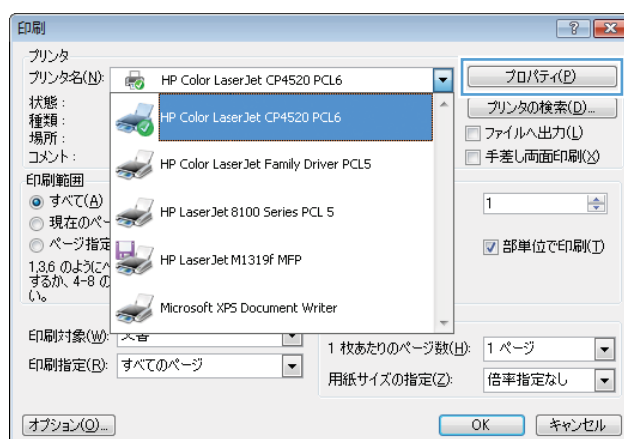 印刷
プリンタ
プリンタ名(N):
HP Color LaserJet CP4520 PCL6
プロパティ(P)
状態 :
種類 :
場所 :
コメント :
HP Color LaserJet CP4520 PCL6
HP Color LaserJet Family Driver PCL5
HP LaserJet 8100 Series PCL 5
HP LaserJet M1319f MFP
Microsoft XPS Document Writer
プリンタの検索(D)...
ファイルへ出力(L)
手差し両面印刷(X)
印刷範囲
すべて(A)
現在のペー
ページ指定
1,3,6 のように
するか、4-8 の
い。
1
部単位で印刷(T)
印刷対象(W):
印刷指定(R):
すべてのページ
1 枚あたりのページ数(H):
1 ページ
用紙サイズの指定(Z):
倍率指定なし
オプション(O)...
OK
キャンセル